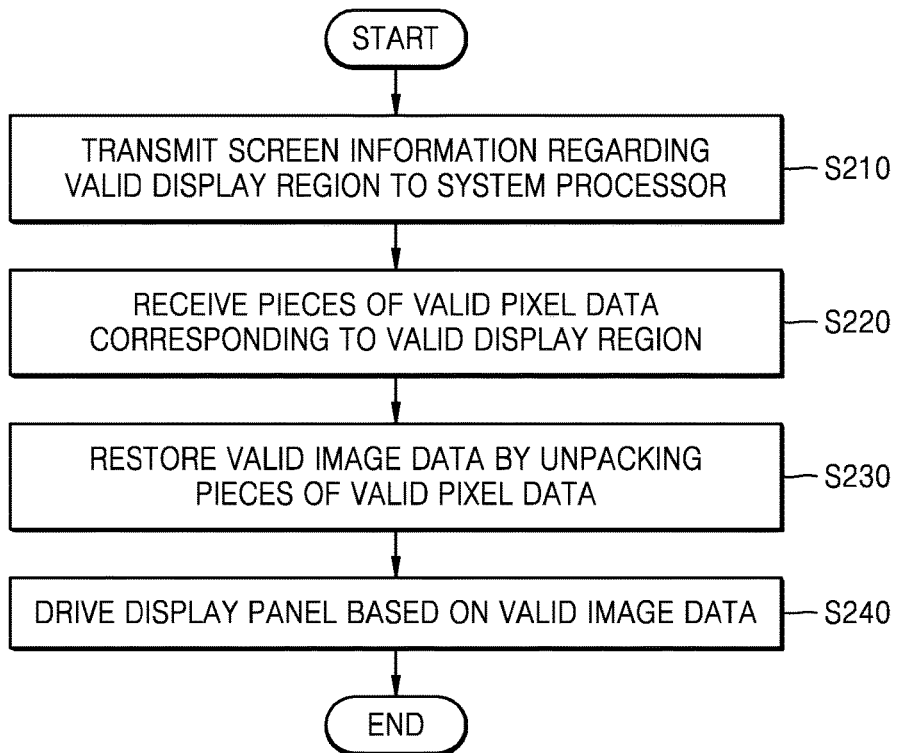 START
TRANSMIT SCREEN INFORMATION REGARDING
VALID DISPLAY REGION TO SYSTEM PROCESSOR
S210
RECEIVE PIECES OF VALID PIXEL DATA
CORRESPONDING TO VALID DISPLAY REGION
S220
RESTORE VALID IMAGE DATA BY UNPACKING
PIECES OF VALID PIXEL DATA
S230
DRIVE DISPLAY PANEL BASED ON VALID IMAGE DATA
S240
END